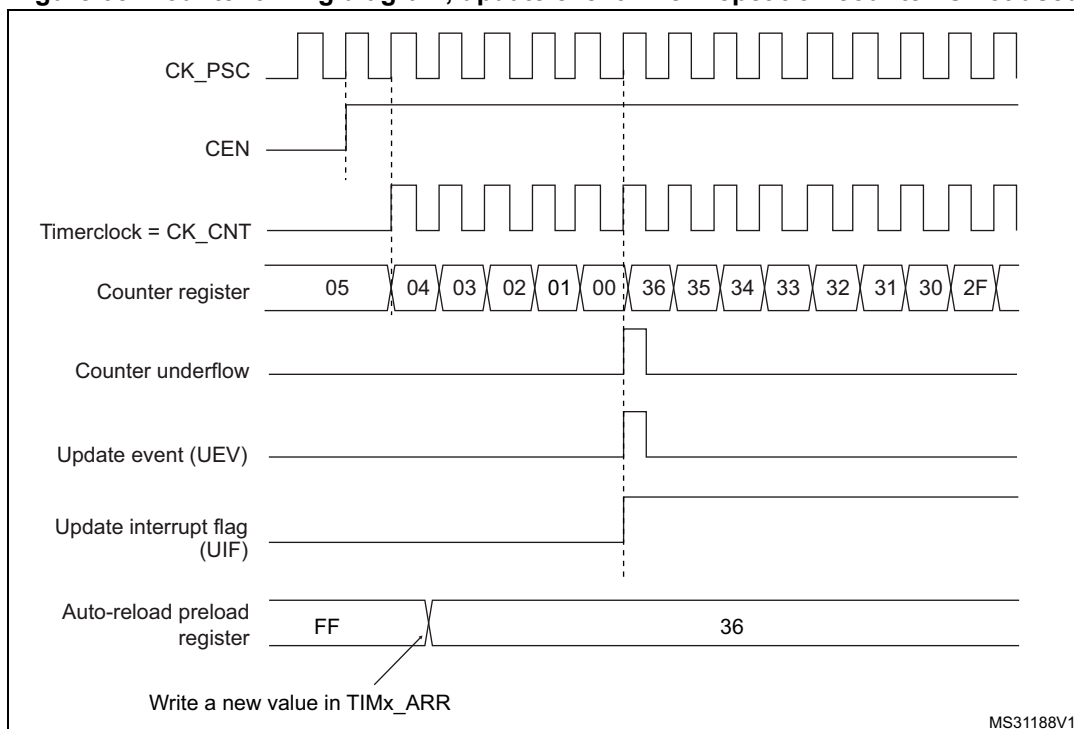 CK_PSC
CEN
Timerclock = CK_CNT
Counter register
05 04 03 02 01 00 36 35 34 33 32 31 30 2F
Counter underflow
Update event (UEV)
Update interrupt flag
(UIF)
Auto-reload preload
register
FF 36
Write a new value in TIMx_ARR
MS31188V1